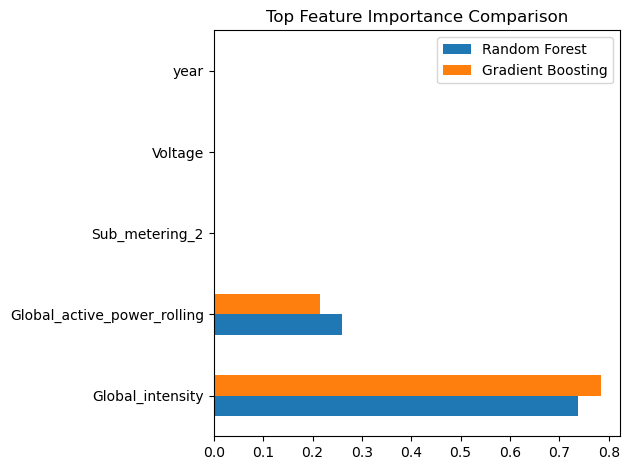 Top Feature Importance Comparison
Random Forest
Gradient Boosting
year
Voltage
Sub_metering_2
Global_active_power_rolling
Global_intensity
0.0 0.1 0.2 0.3 0.4 0.5 0.6 0.7 0.8